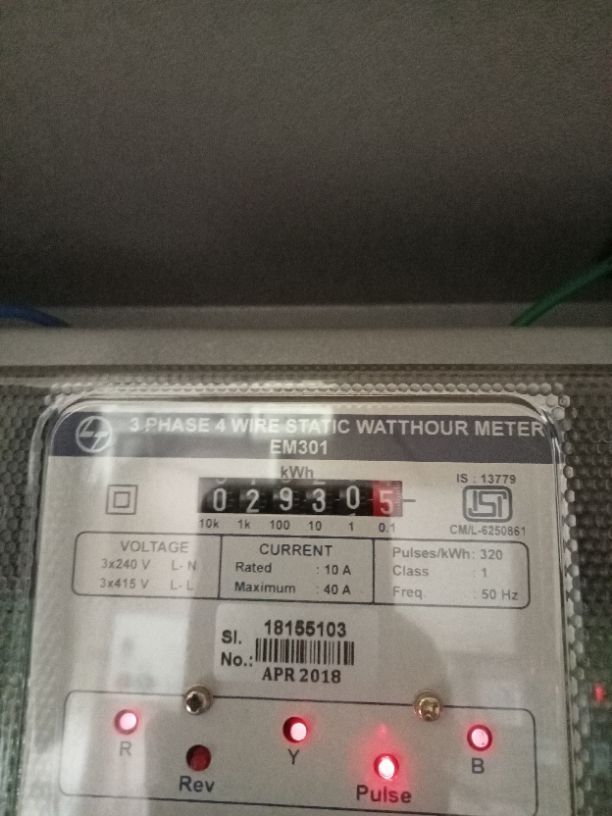 3 PHASE 4 WIRE STATIC WATTHOUR METER
EM301
kWh
0 2 9 3 0 5
10k 1k 100 10 1 0.1
IS : 13779
ISI
CM/L-6250861
VOLTAGE
3x240 V L-N
3x415 V L-L
CURRENT
Rated : 10 A
Maximum : 40 A
Pulses/kWh : 320
Class : 1
Freq. : 50 Hz
Sl. No.: 18155103
APR 2018
R
Rev
Y
Pulse
B